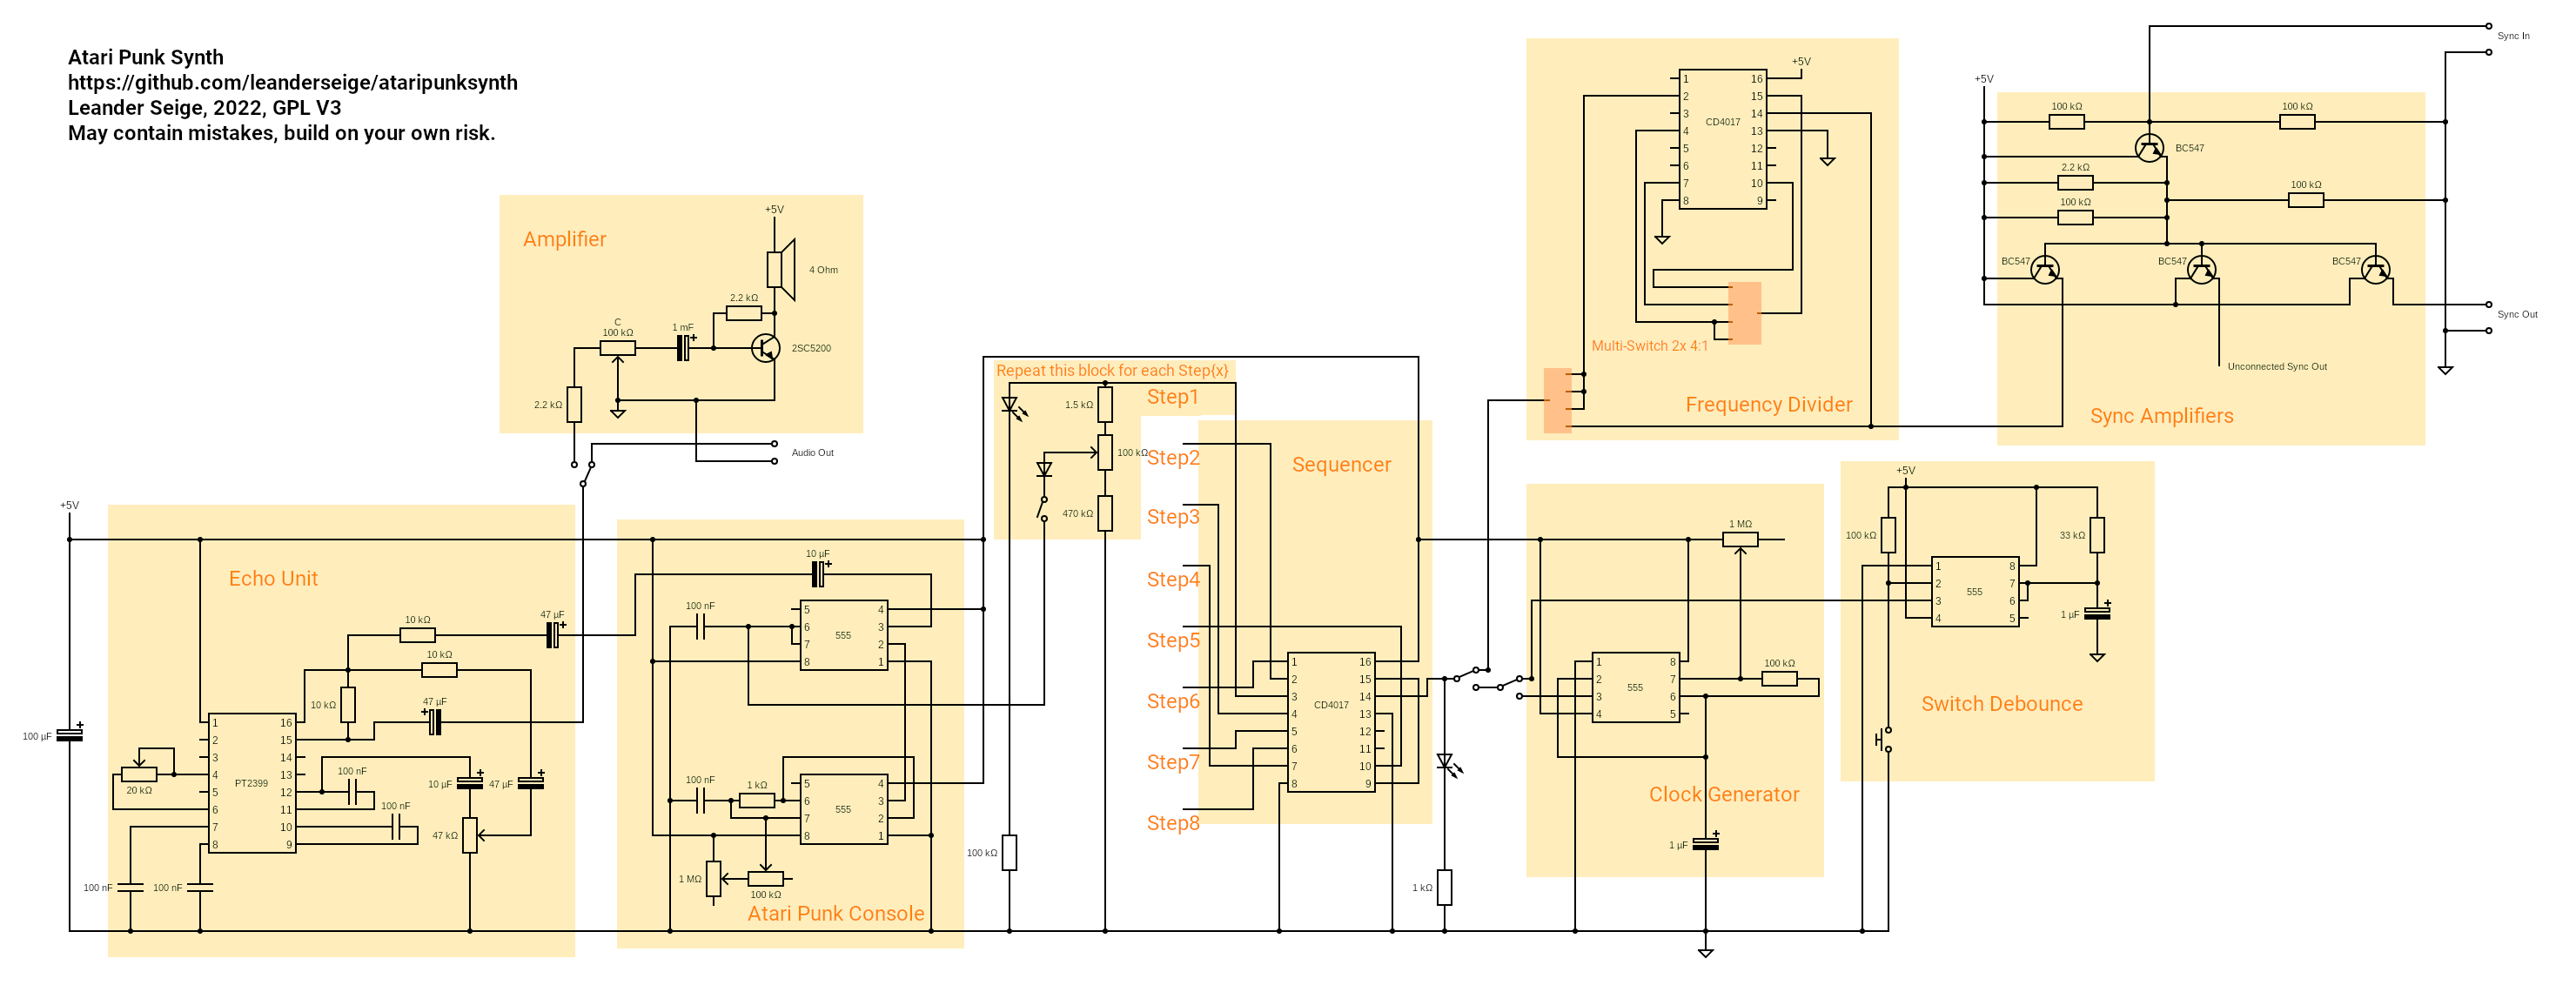 Atari Punk Synth
https://github.com/leanderseige/ataripunksynth
Leander Seige, 2022, GPL V3
May contain mistakes, build on your own risk.
Amplifier
+5V
4 Ohm
2.2 kΩ
C
100 kΩ
1 mF
2SC5200
2.2 kΩ
Audio Out
+5V
100 µF
Echo Unit
10 kΩ
47 µF
10 kΩ
10 kΩ
47 µF
1
2
3
4
5
6
7
8
PT2399
16
15
14
13
12
11
10
9
20 kΩ
100 nF
100 nF
10 µF
47 µF
47 kΩ
100 nF
100 nF
10 µF
100 nF
5
6
7
8
555
4
3
2
1
100 nF
1 kΩ
5
6
7
8
555
4
3
2
1
1 MΩ
100 kΩ
Atari Punk Console
Repeat this block for each Step{x}
1.5 kΩ
100 kΩ
470 kΩ
100 kΩ
Step1
Step2
Step3
Step4
Step5
Step6
Step7
Step8
Sequencer
1
2
3
4
5
6
7
8
CD4017
16
15
14
13
12
11
10
9
1 kΩ
+5V
1
2
3
4
5
6
7
8
CD4017
16
15
14
13
12
11
10
9
Multi-Switch 2x 4:1
Frequency Divider
1 MΩ
100 kΩ
1
2
3
4
555
8
7
6
5
Clock Generator
1 µF
+5V
100 kΩ
33 kΩ
1
2
3
4
555
8
7
6
5
1 µF
Switch Debounce
Sync In
+5V
100 kΩ
100 kΩ
BC547
2.2 kΩ
100 kΩ
100 kΩ
BC547
BC547
BC547
Sync Out
Unconnected Sync Out
Sync Amplifiers